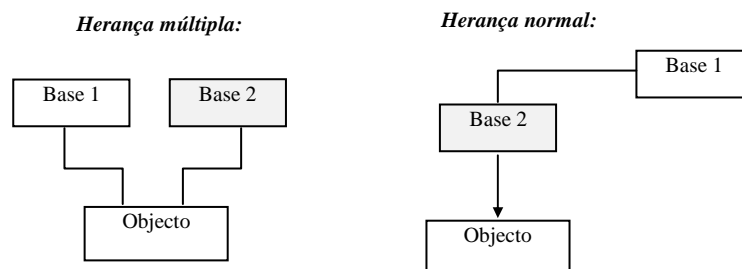 Herança múltipla:
Base 1
Base 2
Objecto
Herança normal:
Base 1
Base 2
Objecto